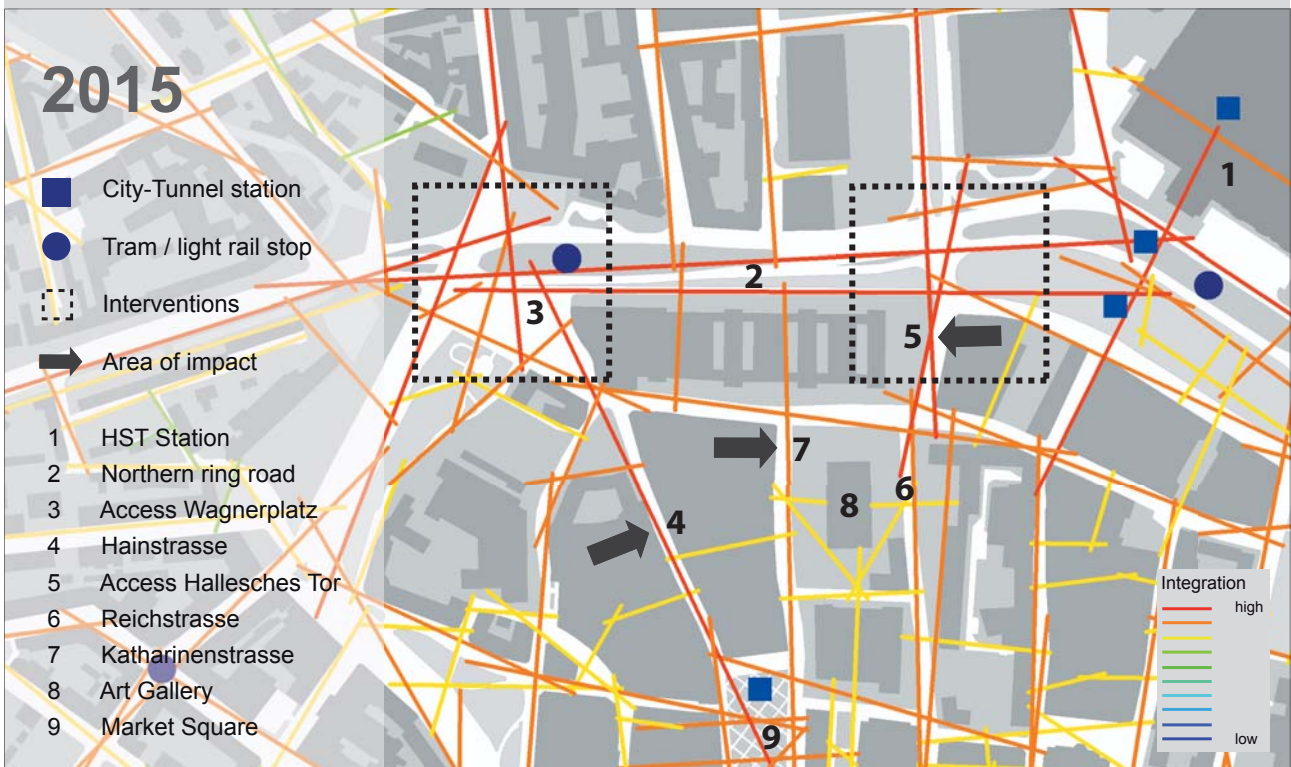 2015
City-Tunnel station
Tram / light rail stop
Interventions
Area of impact
1 HST Station
2 Northern ring road
3 Access Wagnerplatz
4 Hainstrasse
5 Access Hallesches Tor
6 Reichstrasse
7 Katharinenstrasse
8 Art Gallery
9 Market Square
1
2
3
5
7
8
6
4
9
Integration
high
low